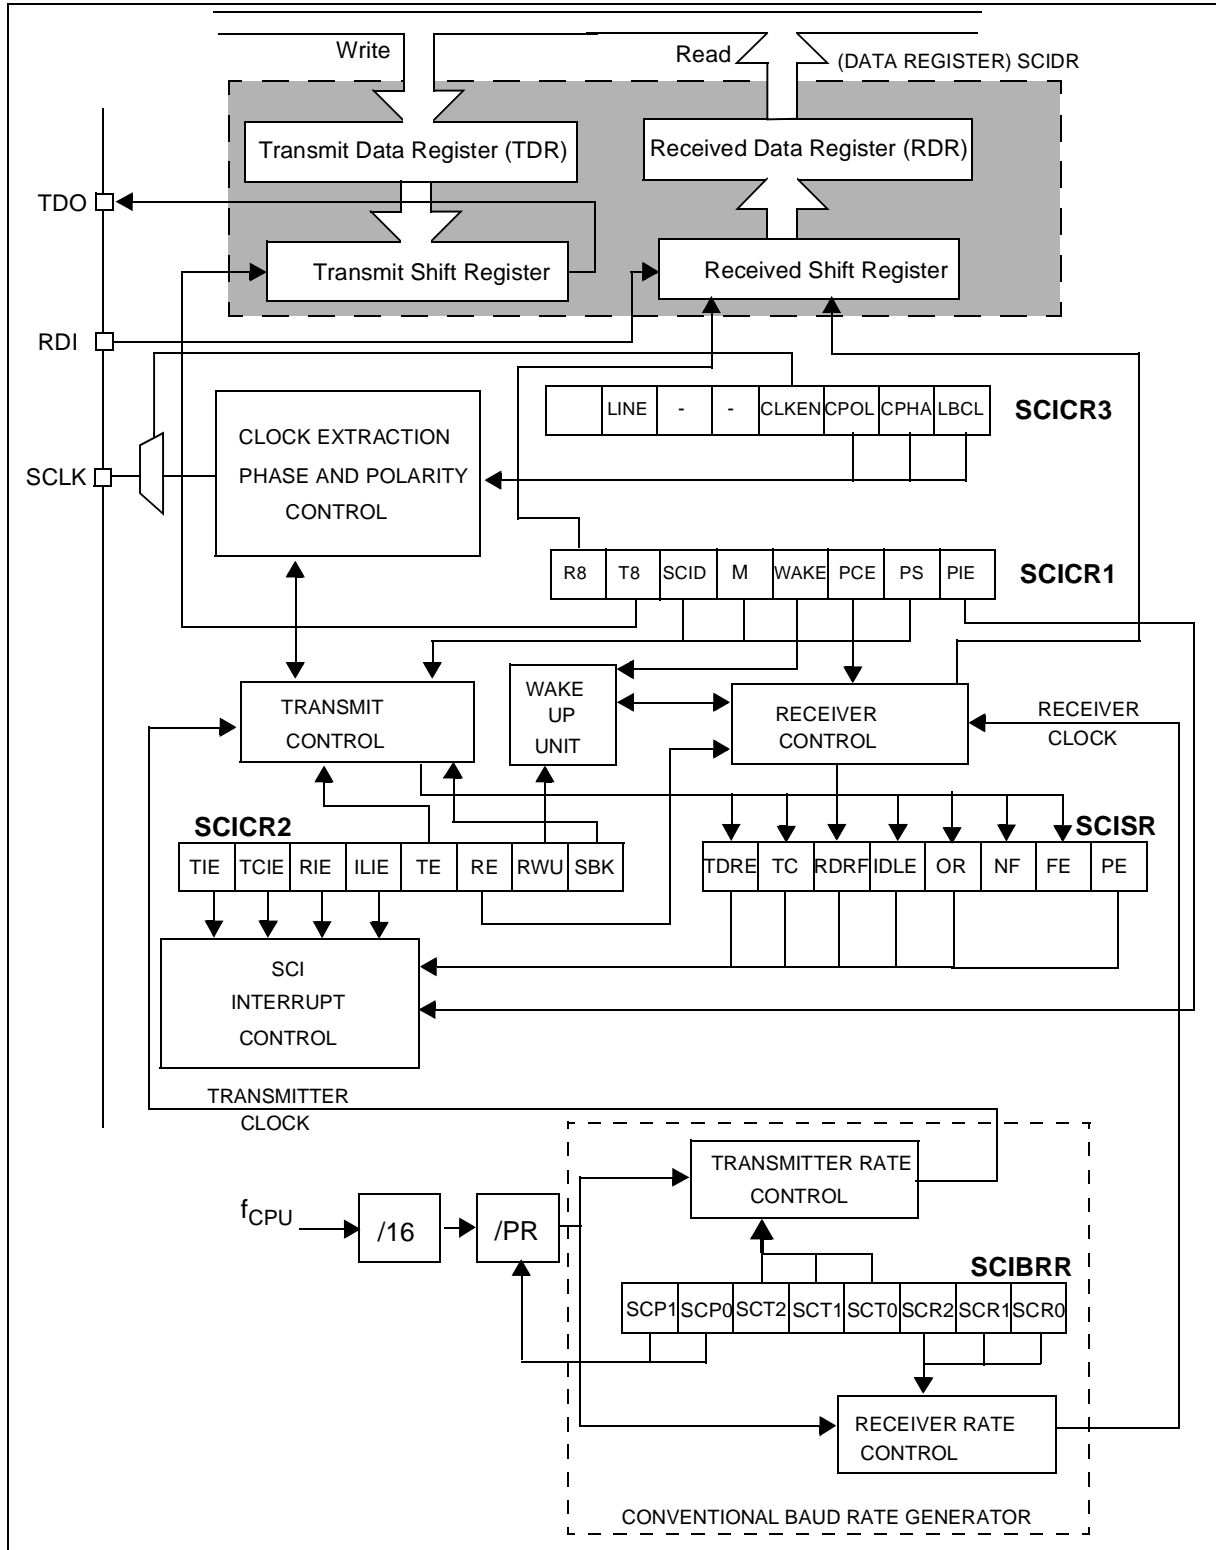 Write
Read
(DATA REGISTER) SCIDR
Transmit Data Register (TDR)
Received Data Register (RDR)
TDO
Transmit Shift Register
Received Shift Register
RDI
LINE - - CLKEN CPOL CPHA LBCL
SCICR3
CLOCK EXTRACTION
PHASE AND POLARITY
CONTROL
SCLK
R8 T8 SCID M WAKE PCE PS PIE
SCICR1
TRANSMIT
CONTROL
WAKE
UP
UNIT
RECEIVER
CONTROL
RECEIVER
CLOCK
SCICR2
TIE TCIE RIE ILIE TE RE RWU SBK
SCISR
TDRE TC RDRF IDLE OR NF FE PE
SCI
INTERRUPT
CONTROL
TRANSMITTER
CLOCK
TRANSMITTER RATE
CONTROL
fCPU
/16
/PR
SCIBRR
SCP1 SCP0 SCT2 SCT1 SCT0 SCR2 SCR1 SCR0
RECEIVER RATE
CONTROL
CONVENTIONAL BAUD RATE GENERATOR